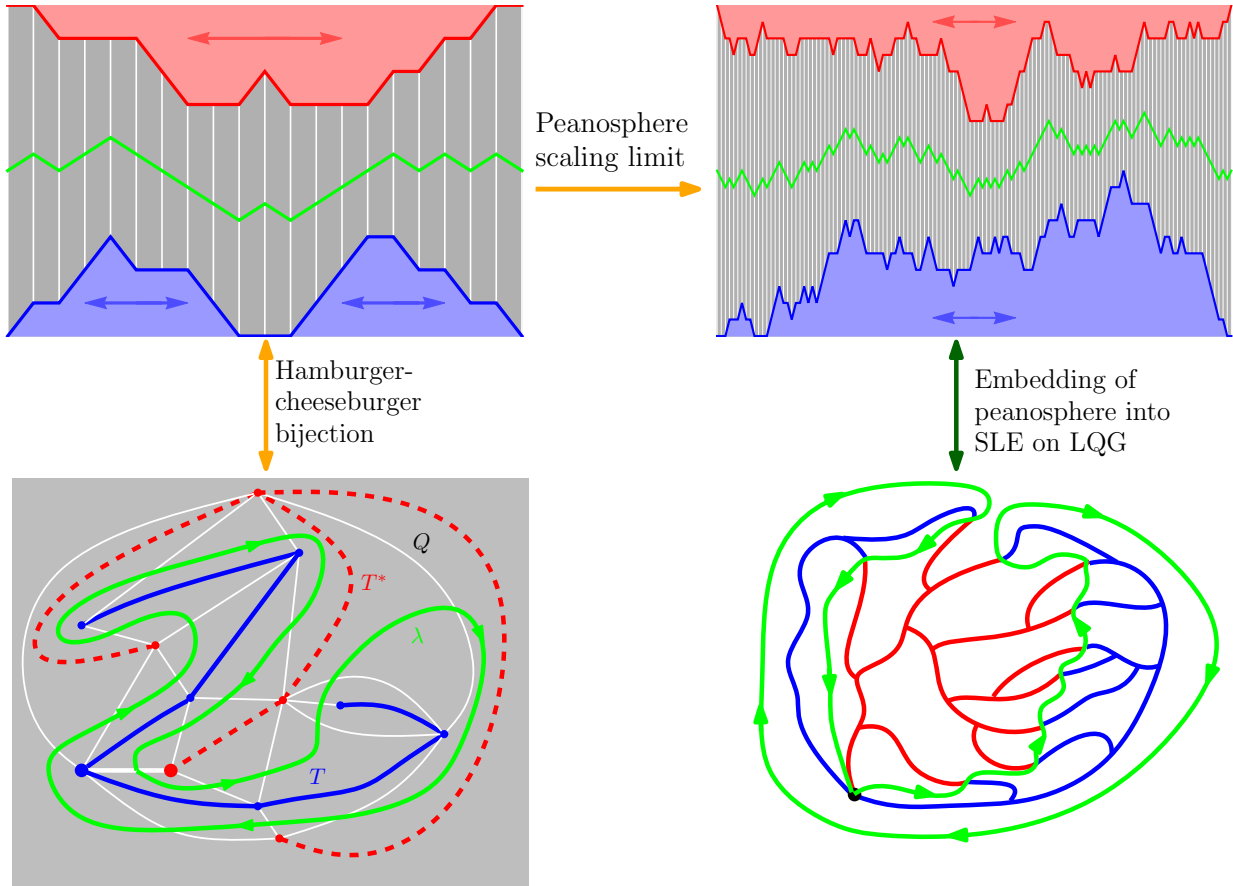 Peanosphere
scaling limit
Hamburger-
cheeseburger
bijection
Embedding of
peanosphere into
SLE on LQG
Q
T*
λ
T